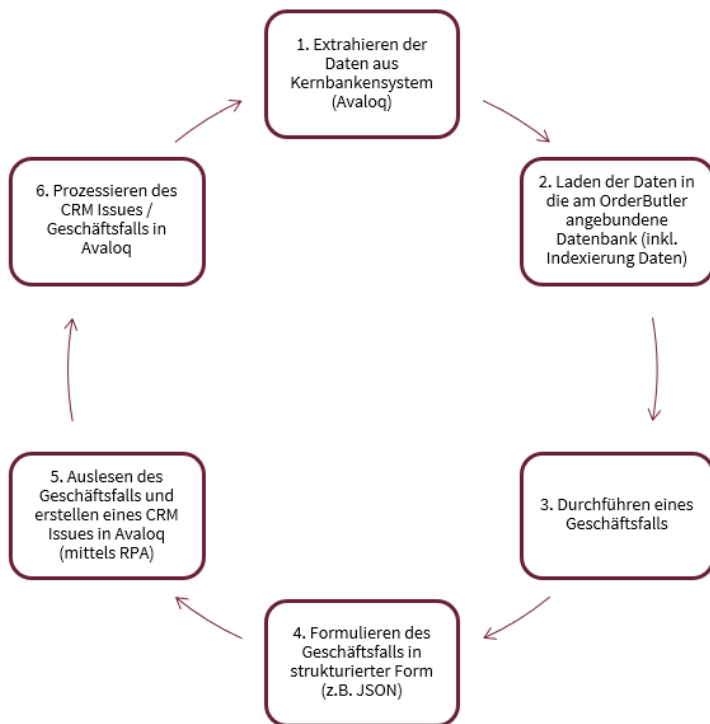 1. Extrahieren der
Daten aus
Kernbankensystem
(Avaloq)
2. Laden der Daten in
die am OrderButler
angebundene
Datenbank (inkl.
Indexierung Daten)
3. Durchführen eines
Geschäftsfalls
4. Formulieren des
Geschäftsfalls in
strukturierter Form
(z.B. JSON)
5. Auslesen des
Geschäftsfalls und
erstellen eines CRM
Issues in Avaloq
(mittels RPA)
6. Prozessieren des
CRM Issues /
Geschäftsfalls in
Avaloq